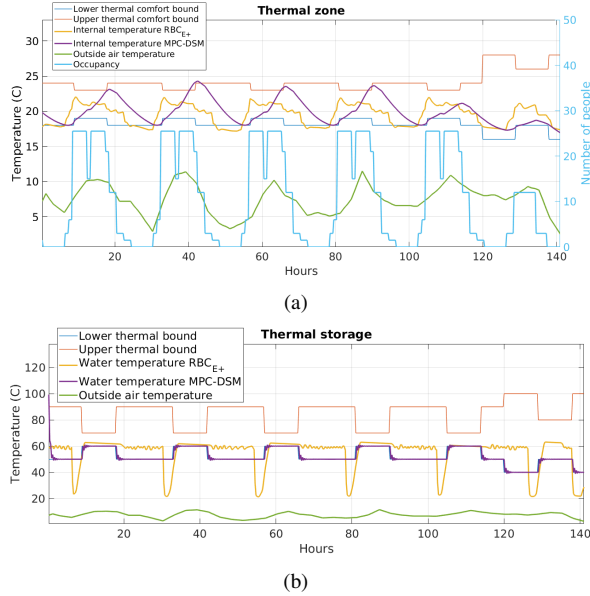 Thermal zone
Lower thermal comfort bound
Upper thermal comfort bound
Internal temperature RBC_E+
Internal temperature MPC-DSM
Outside air temperature
Occupancy
Temperature (C)
30
25
20
15
10
5
Number of people
50
40
30
20
10
0
20 40 60 80 100 120 140
Hours
(a)
Thermal storage
Lower thermal bound
Upper thermal bound
Water temperature RBC_E+
Water temperature MPC-DSM
Outside air temperature
Temperature (C)
120
100
80
60
40
20
20 40 60 80 100 120 140
Hours
(b)